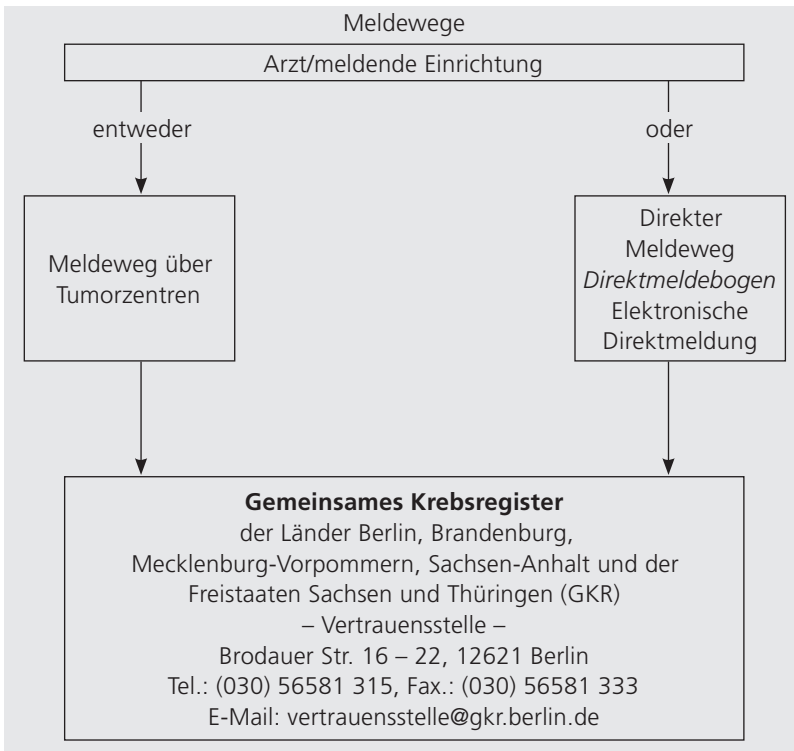 Meldewege
Arzt/meldende Einrichtung
entweder
oder
Meldeweg über
Tumorzentren
Direkter
Meldeweg
Direktmeldebogen
Elektronische
Direktmeldung
Gemeinsames Krebsregister
der Länder Berlin, Brandenburg,
Mecklenburg-Vorpommern, Sachsen-Anhalt und der
Freistaaten Sachsen und Thüringen (GKR)
– Vertrauensstelle –
Brodauer Str. 16 – 22, 12621 Berlin
Tel.: (030) 56581 315, Fax.: (030) 56581 333
E-Mail: vertrauensstelle@gkr.berlin.de